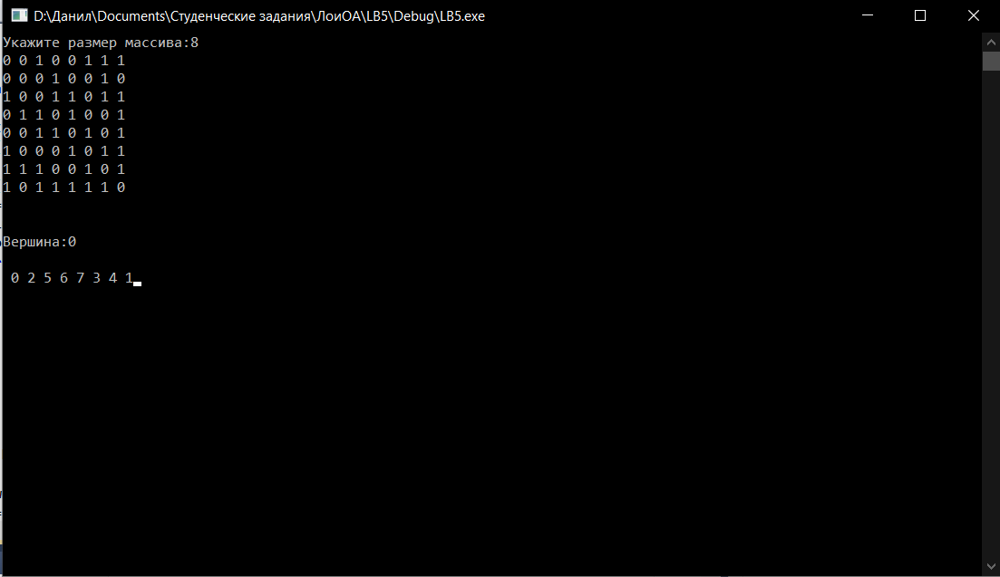 D:\Данил\Documents\Студенческие задания\ЛоиОА\LB5\Debug\LB5.exe
Укажите размер массива:8
0 0 1 0 0 1 1 1
0 0 0 1 0 0 1 0
1 0 0 1 1 0 1 1
0 1 1 0 1 0 0 1
0 0 1 1 0 1 0 1
1 0 0 0 1 0 1 1
1 1 1 0 0 1 0 1
1 0 1 1 1 1 1 0
Вершина:0
0 2 5 6 7 3 4 1